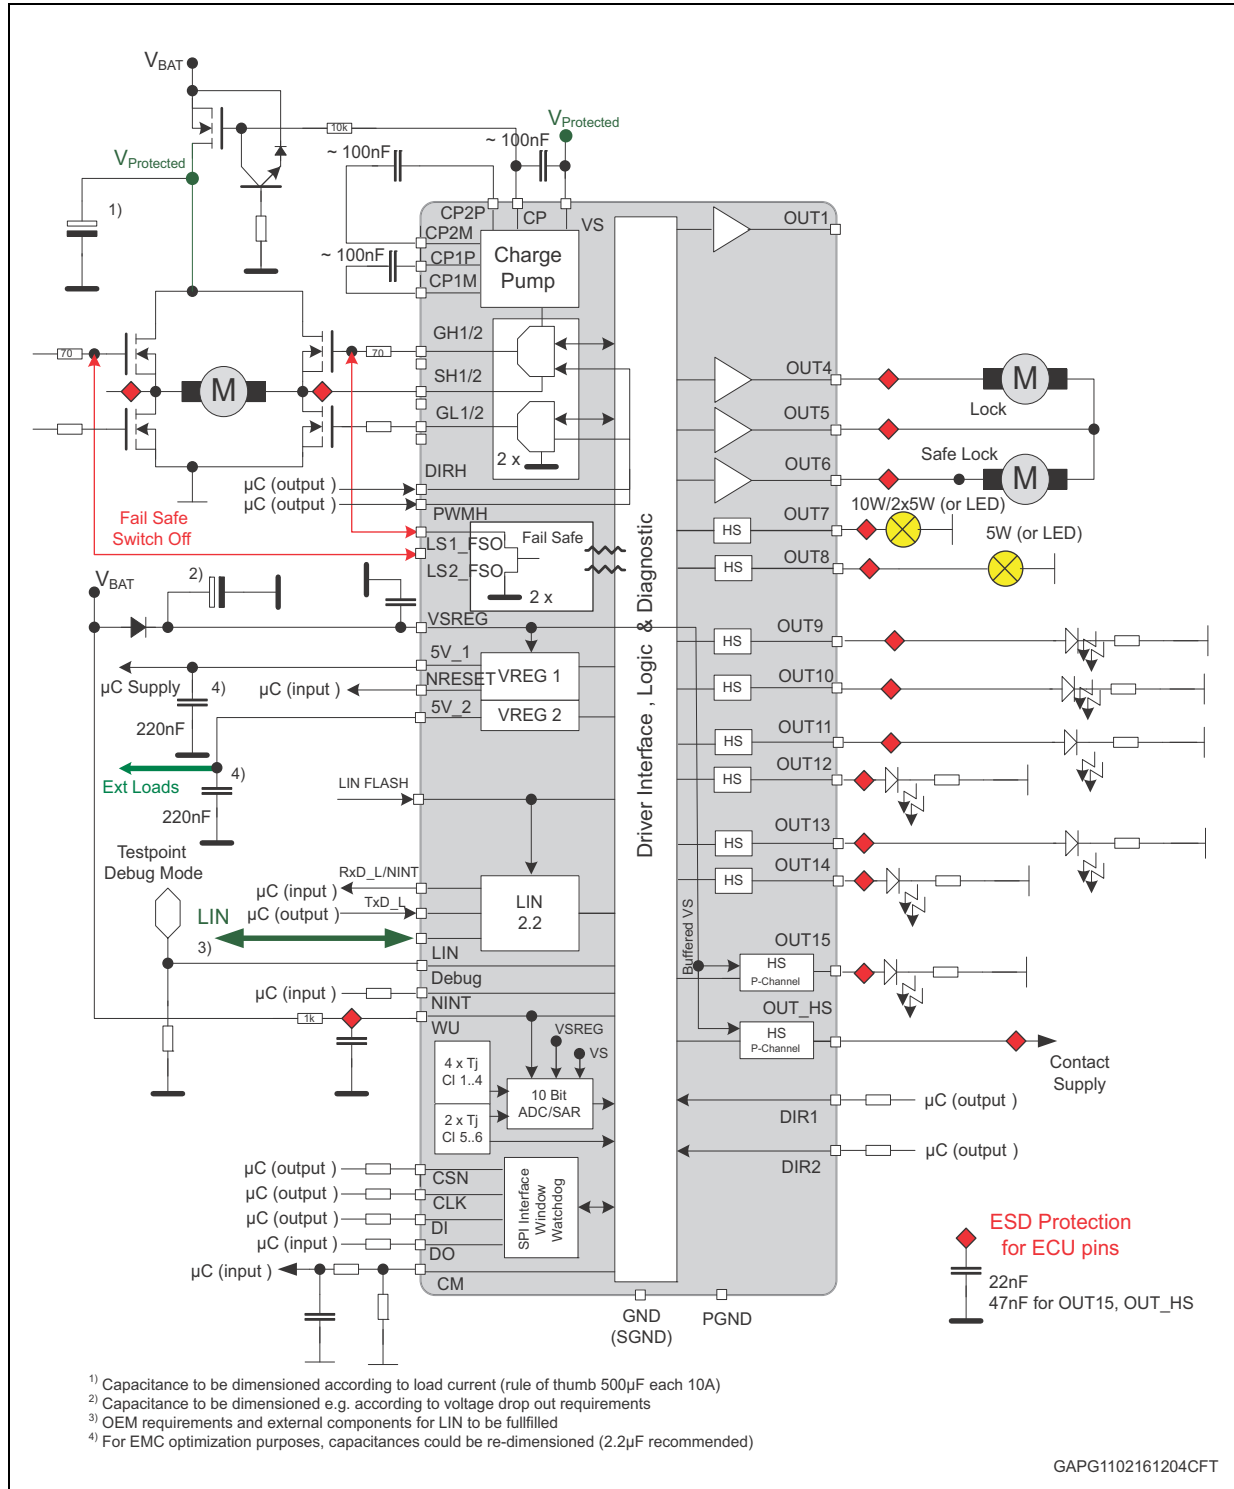 VBAT
VProtected
10k
~ 100nF
~ 100nF
VProtected
1)
CP2P
CP
VS
CP2M
CP1P
CP1M
~ 100nF
Charge
Pump
OUT1
GH1/2
70
70
M
SH1/2
GL1/2
2 x
DIRH
µC (output )
µC (output )
PWMH
Fail Safe
Switch Off
LS1_FSO
LS2_FSO
Fail Safe
2 x
OUT4
M
Lock
OUT5
OUT6
Safe Lock
M
10W/2x5W (or LED)
OUT7
HS
5W (or LED)
OUT8
HS
VBAT
2)
VSREG
5V_1
µC Supply
4)
220nF
NRESET
µC (input )
VREG 1
5V_2
VREG 2
Ext Loads
4)
220nF
OUT9
HS
OUT10
HS
OUT11
HS
OUT12
HS
OUT13
HS
OUT14
HS
Driver Interface, Logic & Diagnostic
LIN FLASH
Testpoint
Debug Mode
RxD_L/NINT
µC (input )
TxD_L
µC (output )
LIN
2.2
LIN
3)
LIN
Debug
µC (input )
NINT
1k
WU
Buffered VS
OUT15
HS
P-Channel
OUT_HS
HS
P-Channel
Contact
Supply
VSREG
VS
4 x Tj
CI 1..4
2 x Tj
CI 5..6
10 Bit
ADC/SAR
DIR1
µC (output )
DIR2
µC (output )
µC (output )
CSN
µC (output )
CLK
µC (output )
DI
µC (input )
DO
µC (input )
CM
SPI Interface
Window
Watchdog
GND
(SGND)
PGND
ESD Protection
for ECU pins
22nF
47nF for OUT15, OUT_HS
1) Capacitance to be dimensioned according to load current (rule of thumb 500µF each 10A)
2) Capacitance to be dimensioned e.g. according to voltage drop out requirements
3) OEM requirements and external components for LIN to be fullfilled
4) For EMC optimization purposes, capacitances could be re-dimensioned (2.2µF recommended)
GAPG1102161204CFT